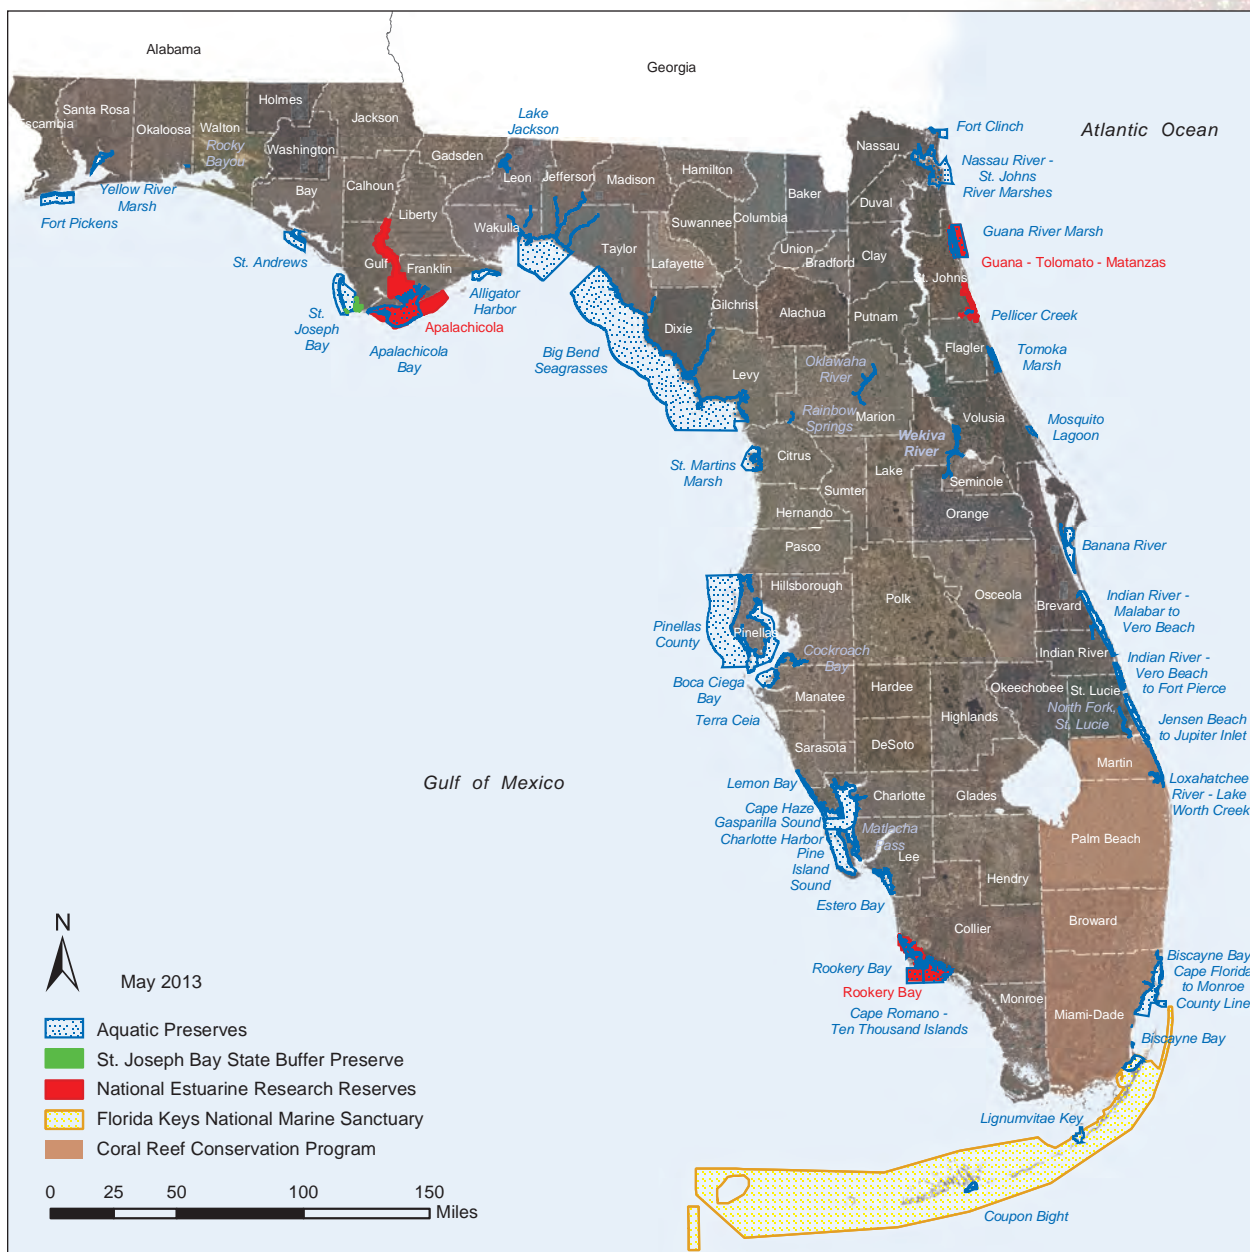 Alabama
Georgia
Atlantic Ocean
Gulf of Mexico
Escambia
Santa Rosa
Okaloosa
Walton
Rocky
Bayou
Holmes
Washington
Jackson
Bay
Calhoun
Gulf
Liberty
Franklin
Gadsden
Lake
Jackson
Leon
Wakulla
Jefferson
Madison
Taylor
Hamilton
Suwannee
Lafayette
Columbia
Dixie
Gilchrist
Baker
Union
Bradford
Alachua
Levy
Nassau
Duval
Clay
St. Johns
Putnam
Flagler
Oklawaha
River
Rainbow
Springs
Marion
Volusia
Wekiva
River
Citrus
Lake
Sumter
Seminole
Orange
Hernando
Pasco
Hillsborough
Pinellas
Polk
Osceola
Brevard
Cockroach
Bay
Manatee
Hardee
Highlands
Okeechobee
Indian River
St. Lucie
North Fork,
St. Lucie
Sarasota
DeSoto
Martin
Charlotte
Glades
Palm Beach
Matlacha
Pass
Lee
Hendry
Broward
Collier
Monroe
Miami-Dade
Fort Pickens
Yellow River
Marsh
St. Andrews
St.
Joseph
Bay
Apalachicola
Apalachicola
Bay
Alligator
Harbor
Big Bend
Seagrasses
St. Martins
Marsh
Pinellas
County
Boca Ciega
Bay
Terra Ceia
Lemon Bay
Cape Haze
Gasparilla Sound
Charlotte Harbor
Pine
Island
Sound
Estero Bay
Rookery Bay
Rookery Bay
Cape Romano -
Ten Thousand Islands
Fort Clinch
Nassau River -
St. Johns
River Marshes
Guana River Marsh
Guana - Tolomato - Matanzas
Pellicer Creek
Tomoka
Marsh
Mosquito
Lagoon
Banana River
Indian River -
Malabar to
Vero Beach
Indian River -
Vero Beach
to Fort Pierce
Jensen Beach
to Jupiter Inlet
Loxahatchee
River - Lake
Worth Creek
Biscayne Bay
Cape Florida
to Monroe
County Line
Biscayne Bay
Lignumvitae Key
Coupon Bight
N
May 2013
Aquatic Preserves
St. Joseph Bay State Buffer Preserve
National Estuarine Research Reserves
Florida Keys National Marine Sanctuary
Coral Reef Conservation Program
0 25 50 100 150
Miles